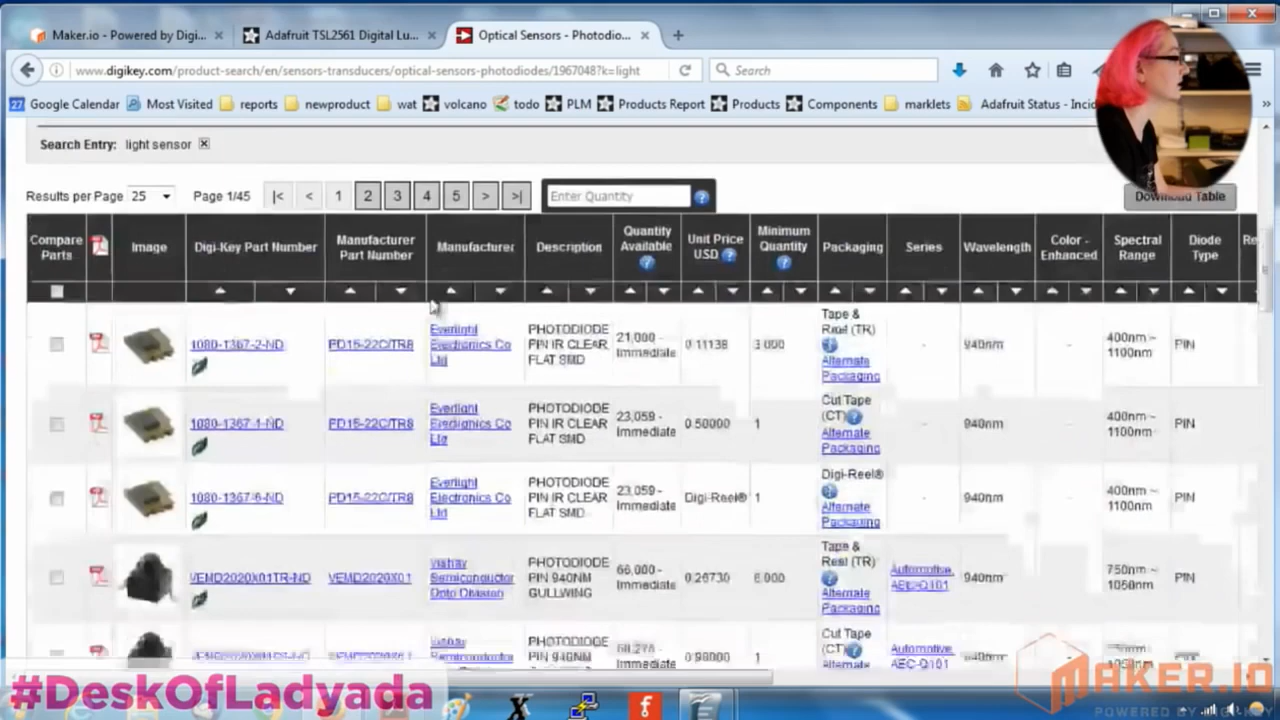 Maker.io - Powered by Digi...
Adafruit TSL2561 Digital Lu...
Optical Sensors - Photodio...
www.digikey.com/product-search/en/sensors-transducers/optical-sensors-photodiodes/1967048?k=light
Search
Google Calendar
Most Visited
reports
newproduct
wat
volcano
todo
PLM
Products Report
Products
Components
marklets
Adafruit Status - Incid
Search Entry: light sensor
Results per Page 25 Page 1/45 |< < 1 2 3 4 5 > >| Enter Quantity
Download Table
Compare Parts
Image
Digi-Key Part Number
Manufacturer Part Number
Manufacturer
Description
Quantity Available
Unit Price USD
Minimum Quantity
Packaging
Series
Wavelength
Color - Enhanced
Spectral Range
Diode Type
Re
1080-1367-2-ND
PD15-22C/TR8
Everlight Electronics Co Ltd
PHOTODIODE PIN IR CLEAR FLAT SMD
21,000 - Immediate
0.11138
3,000
Tape & Reel (TR)
Alternate Packaging
-
940nm
-
400nm ~ 1100nm
PIN
1080-1367-1-ND
PD15-22C/TR8
Everlight Electronics Co Ltd
PHOTODIODE PIN IR CLEAR FLAT SMD
23,059 - Immediate
0.50000
1
Cut Tape (CT)
Alternate Packaging
-
940nm
-
400nm ~ 1100nm
PIN
1080-1367-6-ND
PD15-22C/TR8
Everlight Electronics Co Ltd
PHOTODIODE PIN IR CLEAR FLAT SMD
23,059 - Immediate
Digi-Reel®
1
Digi-Reel®
Alternate Packaging
-
940nm
-
400nm ~ 1100nm
PIN
VEMD2020X01TR-ND
VEMD2020X01
Vishay Semiconductor Opto Division
PHOTODIODE PIN 940NM GULLWING
66,000 - Immediate
0.26730
6,000
Tape & Reel (TR)
Alternate Packaging
Automotive, AEC-Q101
940nm
-
750nm ~ 1050nm
PIN
Vishay Semiconductor
PHOTODIODE PIN 940NM
Immediate
0.98000
1
Cut Tape (CT)
Alternate
Automotive, AEC-Q101
PIN
#DeskOfLadyada
MAKER.IO
POWERED BY DIGI-KEY